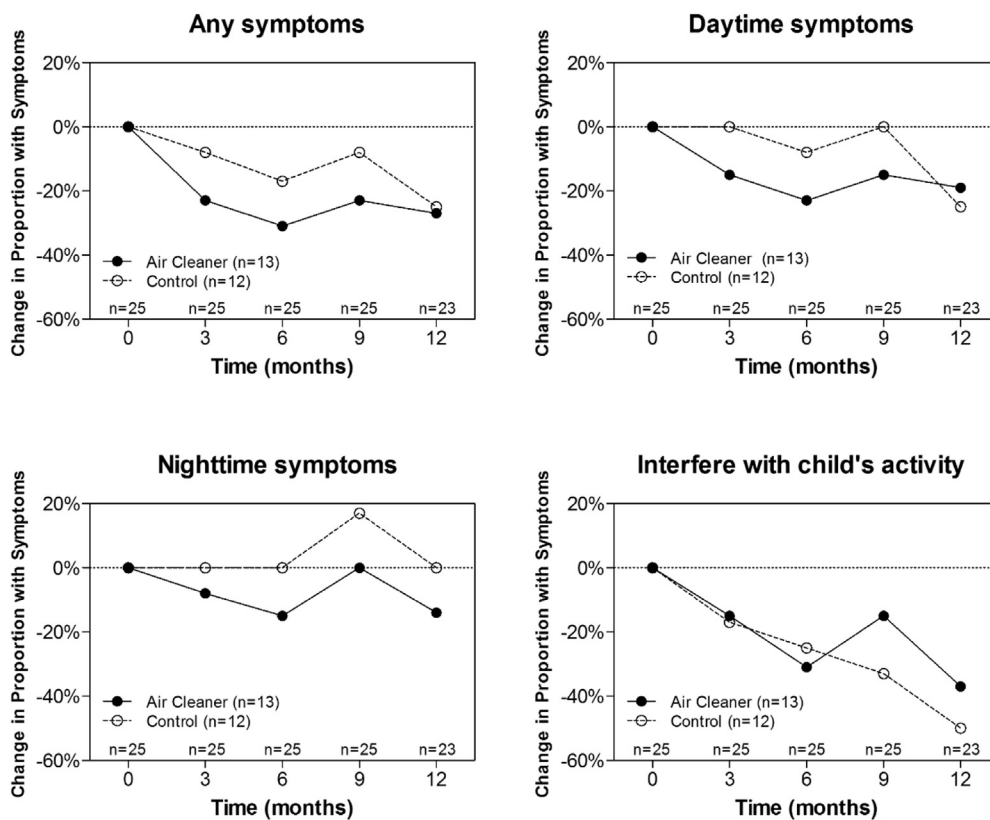 Any symptoms
Change in Proportion with Symptoms
20%
0%
-20%
-40%
-60%
Air Cleaner (n=13)
Control (n=12)
n=25 n=25 n=25 n=25 n=23
0 3 6 9 12
Time (months)
Daytime symptoms
Change in Proportion with Symptoms
20%
0%
-20%
-40%
-60%
Air Cleaner (n=13)
Control (n=12)
n=25 n=25 n=25 n=25 n=23
0 3 6 9 12
Time (months)
Nighttime symptoms
Change in Proportion with Symptoms
20%
0%
-20%
-40%
-60%
Air Cleaner (n=13)
Control (n=12)
n=25 n=25 n=25 n=25 n=23
0 3 6 9 12
Time (months)
Interfere with child's activity
Change in Proportion with Symptoms
20%
0%
-20%
-40%
-60%
Air Cleaner (n=13)
Control (n=12)
n=25 n=25 n=25 n=25 n=23
0 3 6 9 12
Time (months)